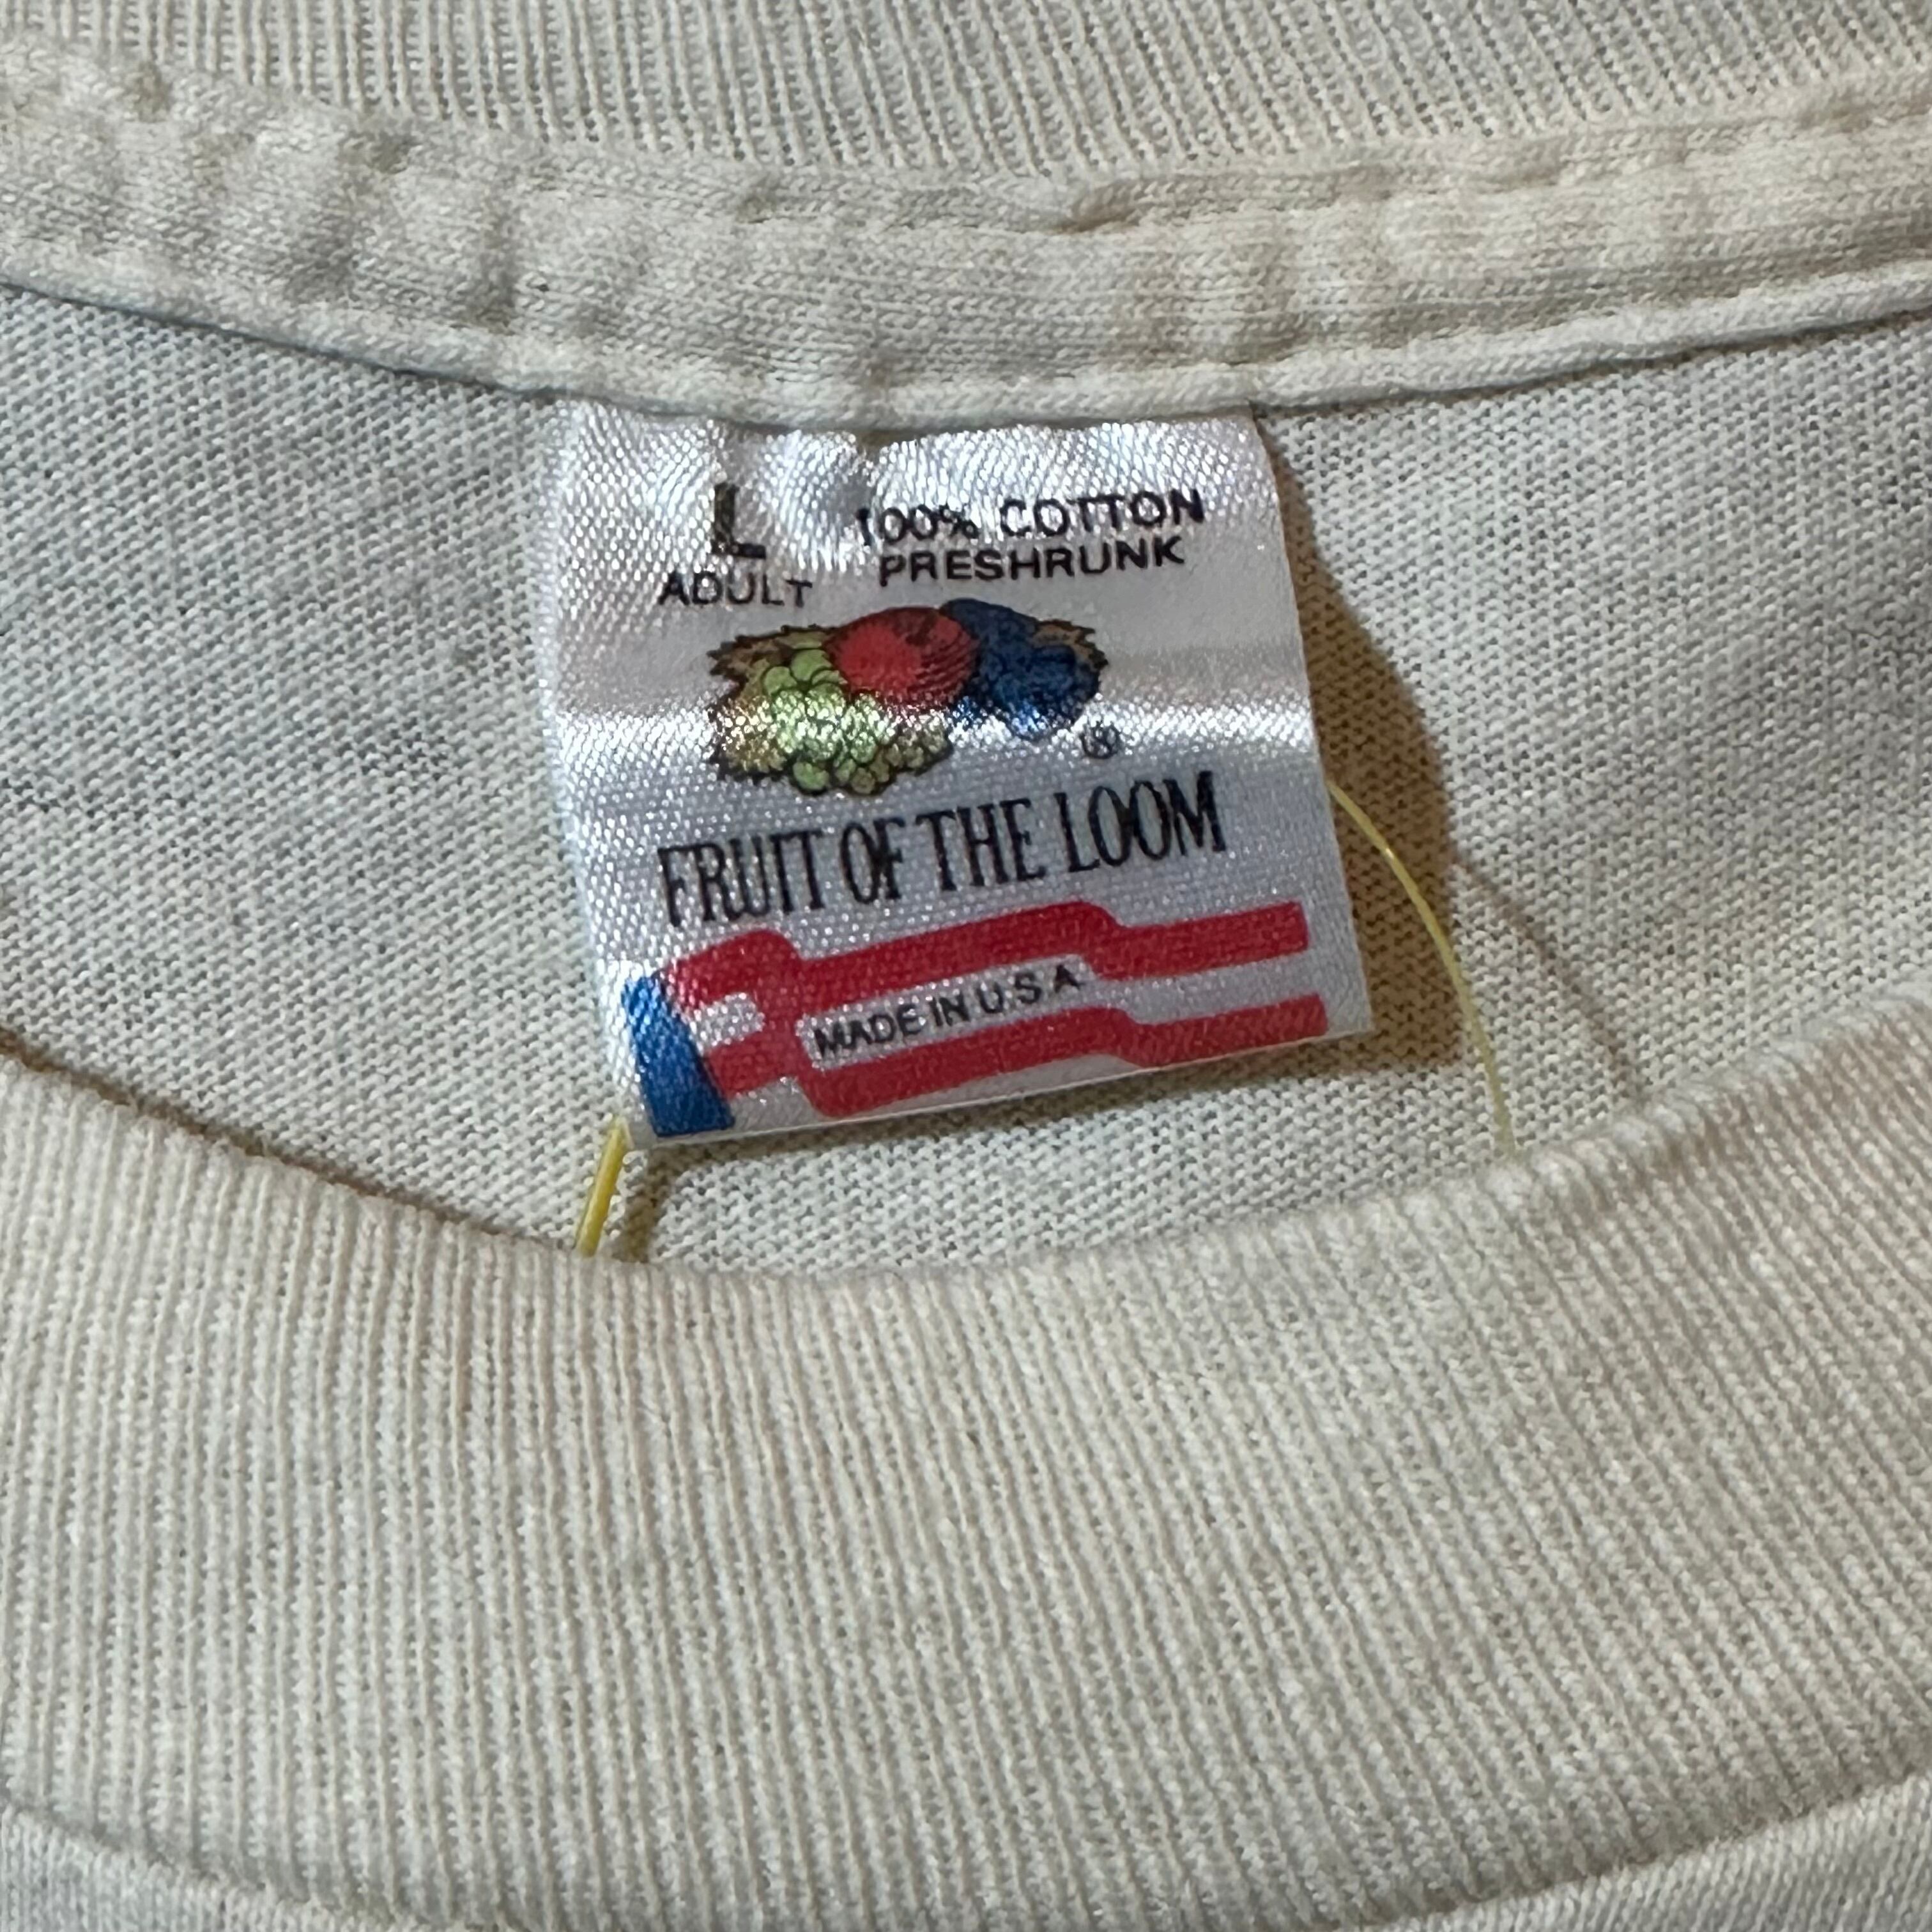 L 100% COTTON
ADULT PRESHRUNK
®
FRUIT OF THE LOOM
MADE IN U.S.A